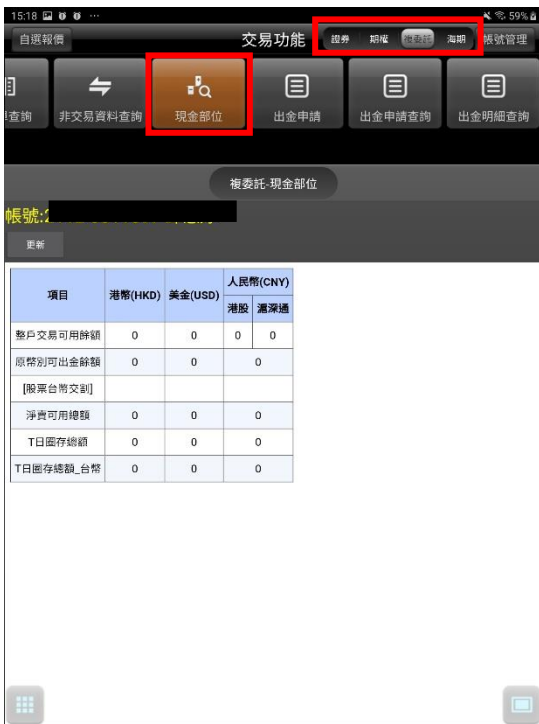 15:18 59%
自選報價 交易功能 證券 期權 複委託 海期 帳號管理
查詢 非交易資料查詢 現金部位 出金申請 出金申請查詢 出金明細查詢
複委託-現金部位
帳號:
更新
項目 港幣(HKD) 美金(USD) 人民幣(CNY)
港股 滬深通
整戶交易可用餘額 0 0 0 0
原幣別可出金餘額 0 0 0
[股票台幣交割]
淨賣可用總額 0 0 0
T日圈存總額 0 0 0
T日圈存總額_台幣 0 0 0